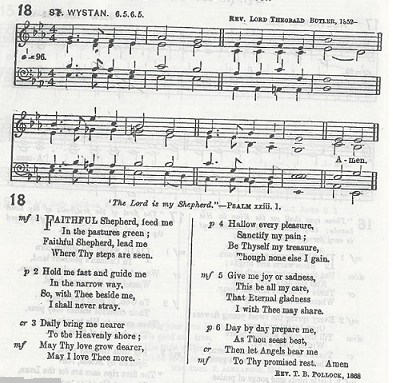 18 ST. WYSTAN. 6.5.6.5. REV. LORD THEOBALD BUTLER, 1852-
= 96.
A - men.
18 'The Lord is my Shepherd.'—PSALM xxiii. 1.
mf 1 FAITHFUL Shepherd, feed me
In the pastures green ;
Faithful Shepherd, lead me
Where Thy steps are seen.
p 2 Hold me fast and guide me
In the narrow way,
So, with Thee beside me,
I shall never stray.
cr 3 Daily bring me nearer
To the Heavenly shore ;
mf May Thy love grow dearer,
May I love Thee more.
p 4 Hallow every pleasure,
Sanctify my pain ;
Be Thyself my treasure,
Though none else I gain.
mf 5 Give me joy or sadness,
This be all my care,
That Eternal gladness
I with Thee may share.
p 6 Day by day prepare me,
As Thou seest best,
cr Then let Angels bear me
mf To Thy promised rest. Amen
REV. T. B. POLLOCK, 1868